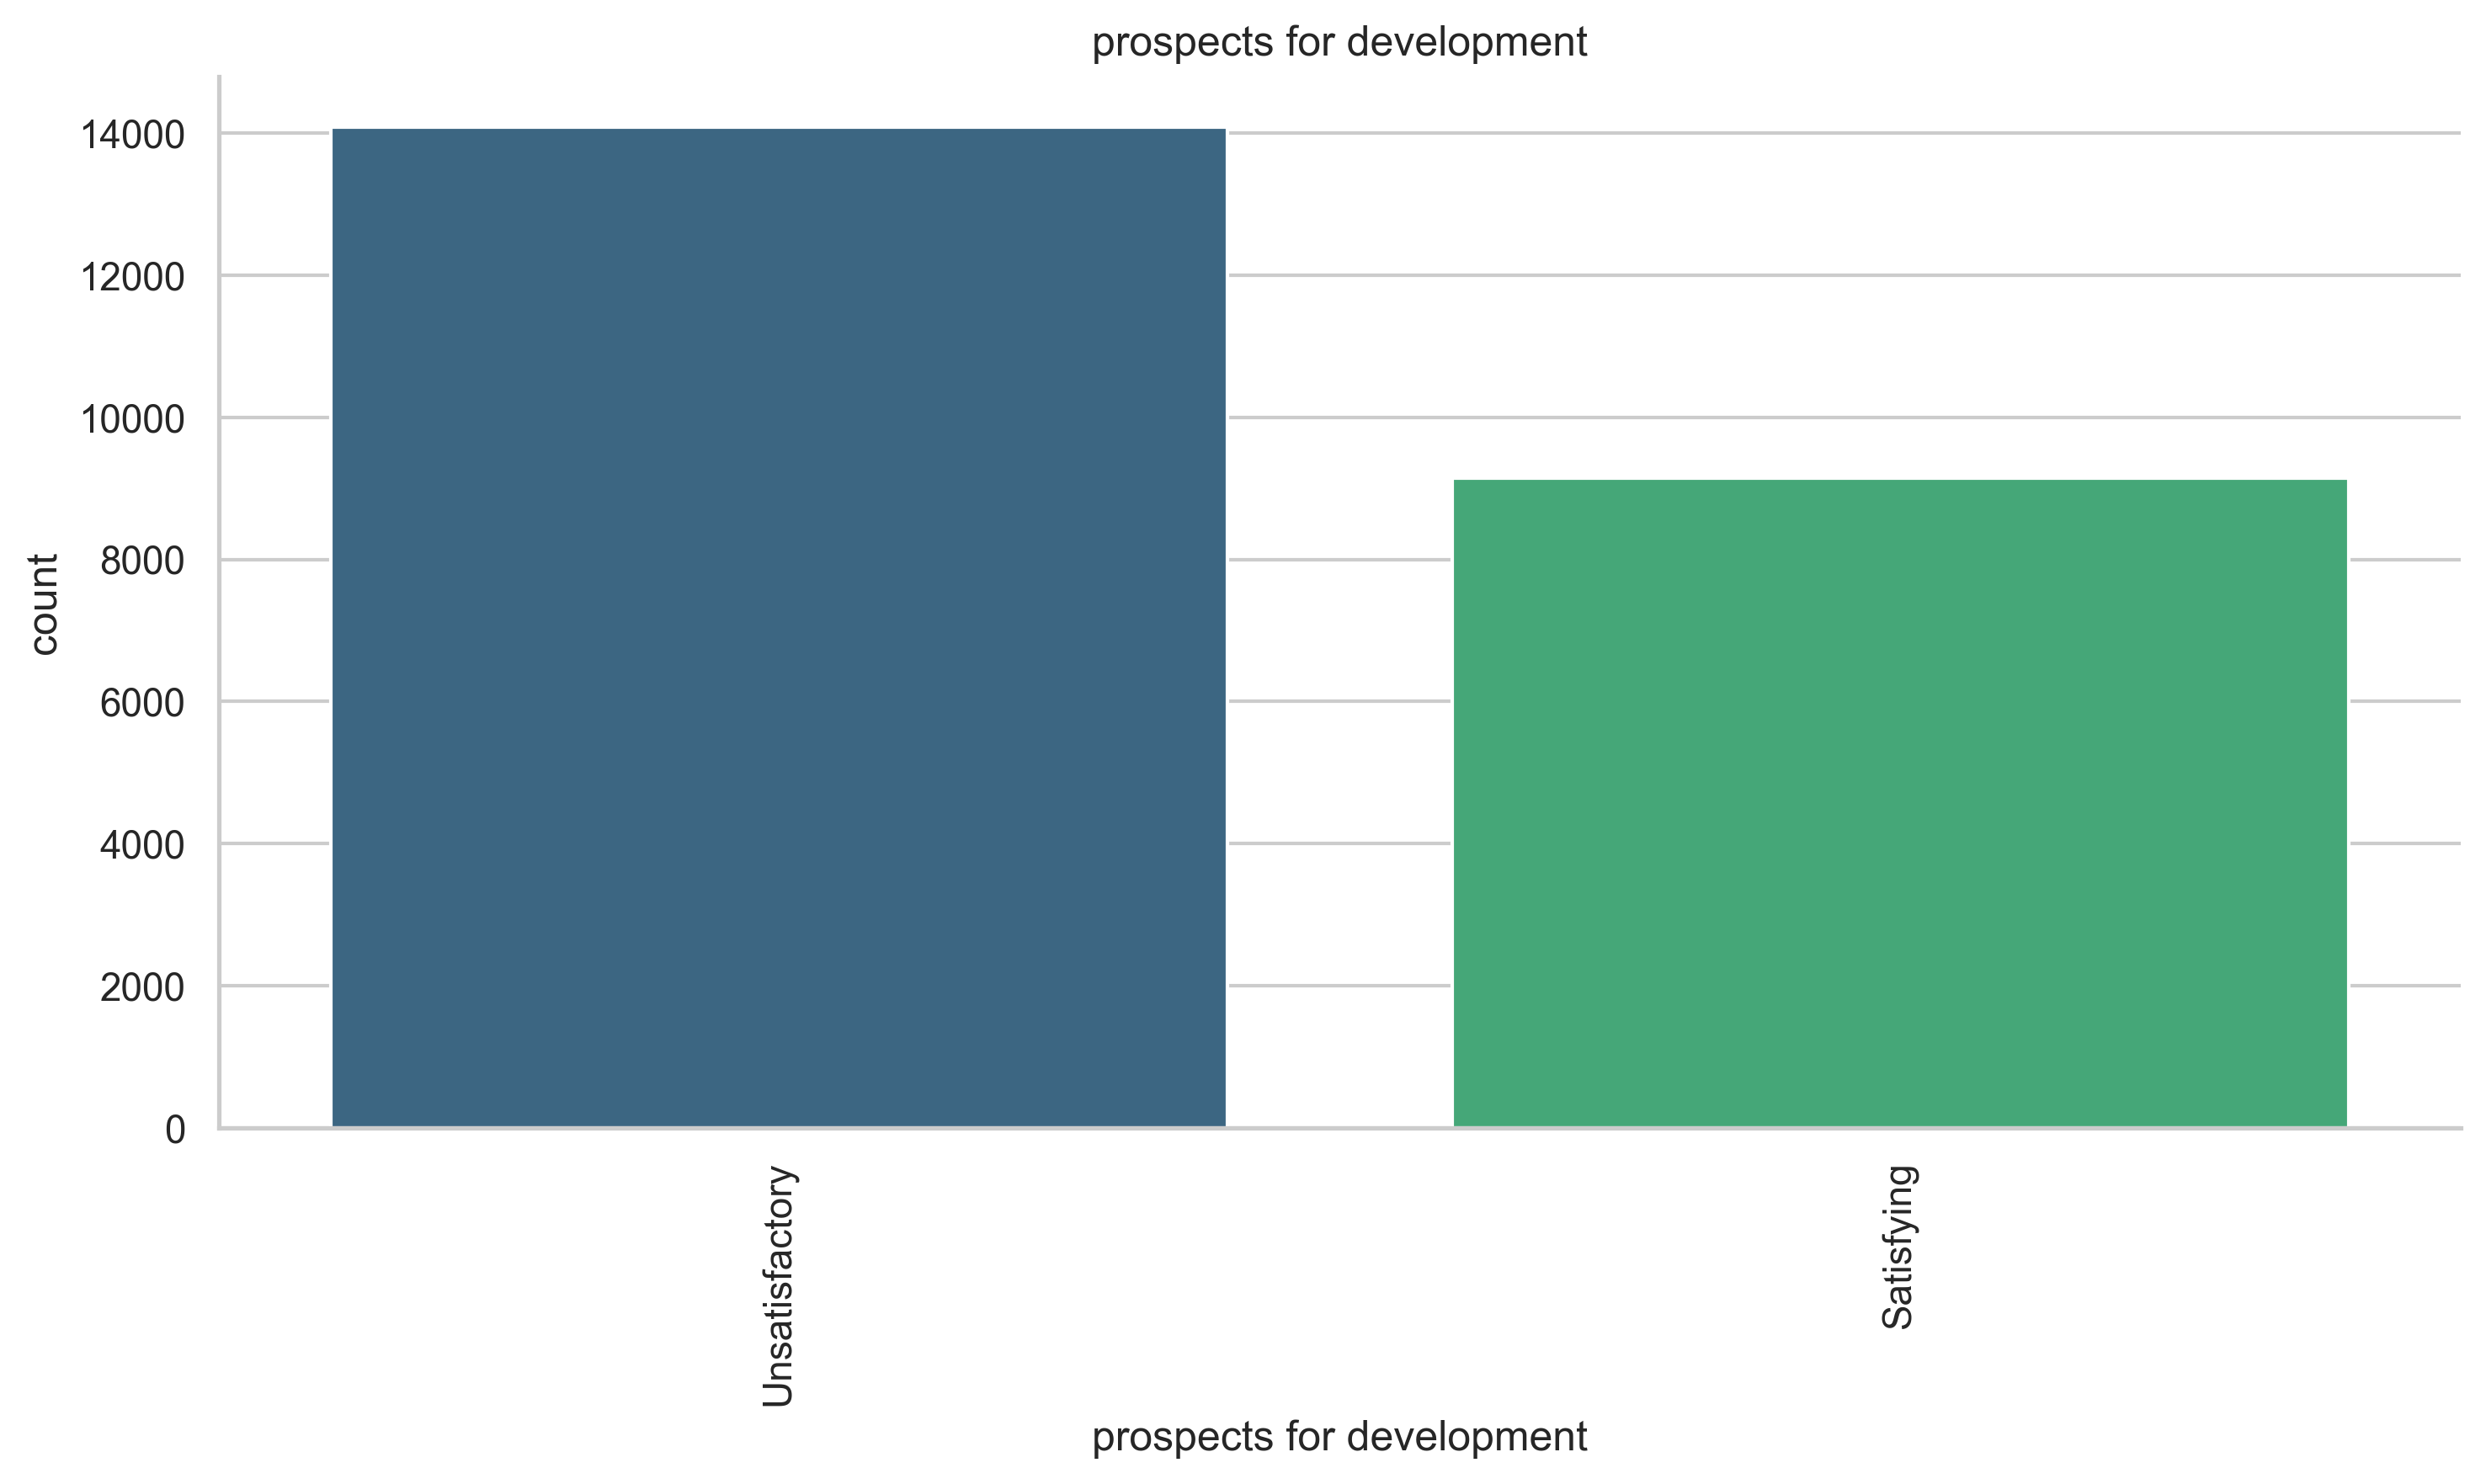 prospects for development
14000
12000
10000
8000
6000
4000
2000
0
count
Unsatisfactory
Satisfying
prospects for development